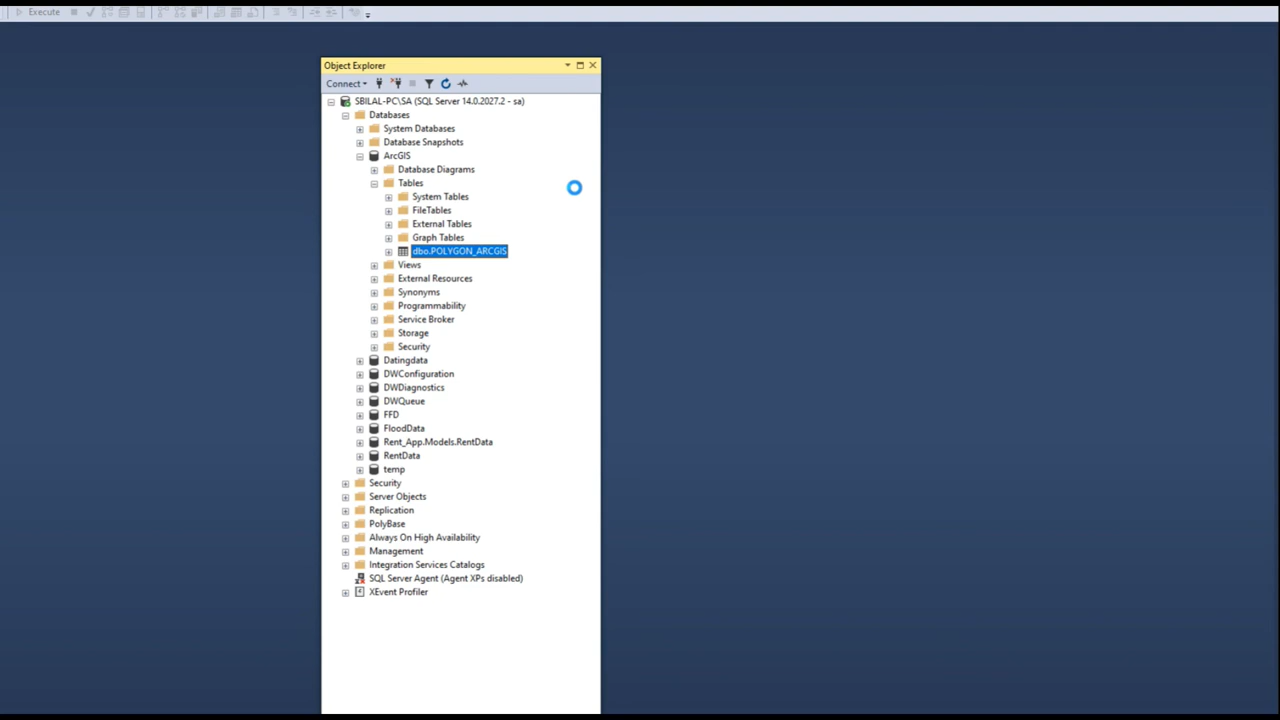 Execute
Object Explorer
Connect
SBILAL-PC\SA (SQL Server 14.0.2027.2 - sa)
Databases
System Databases
Database Snapshots
ArcGIS
Database Diagrams
Tables
System Tables
FileTables
External Tables
Graph Tables
dbo.POLYGON_ARCGIS
Views
External Resources
Synonyms
Programmability
Service Broker
Storage
Security
Datingdata
DWConfiguration
DWDiagnostics
DWQueue
FFD
FloodData
Rent_App.Models.RentData
RentData
temp
Security
Server Objects
Replication
PolyBase
Always On High Availability
Management
Integration Services Catalogs
SQL Server Agent (Agent XPs disabled)
XEvent Profiler